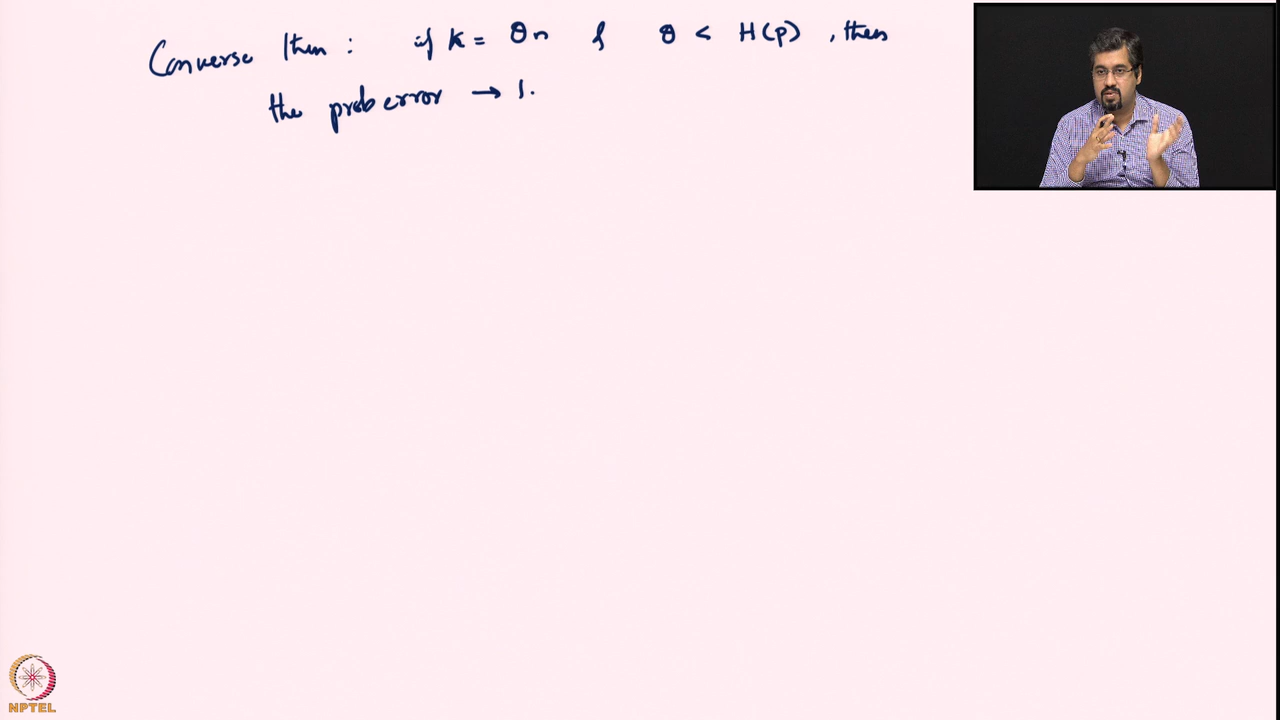 Converse thm : if k = θn & θ < H(p) , then
the prob error → 1.
NPTEL